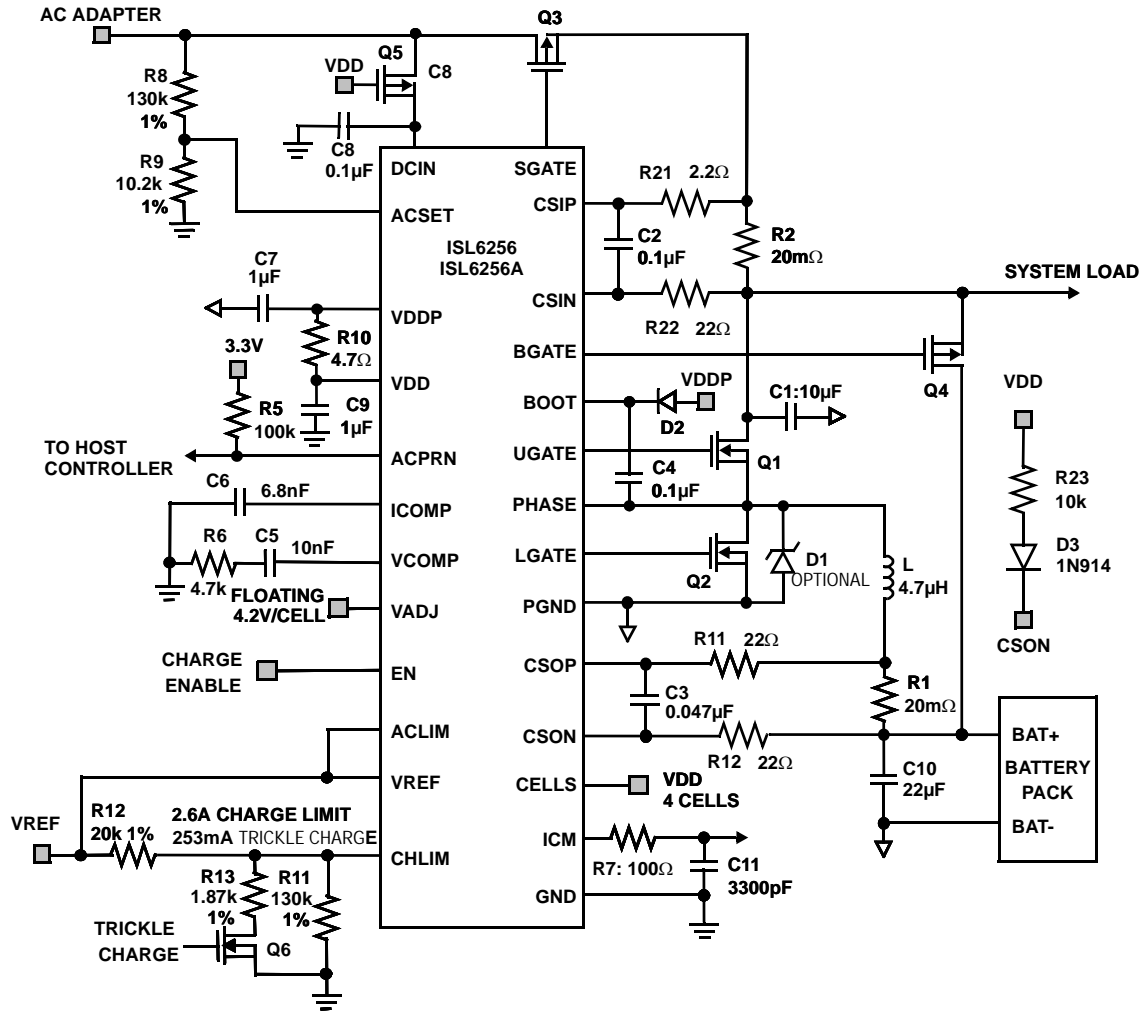 AC ADAPTER
Q3
Q5
VDD
C8
R8
130k
1%
C8
0.1µF
R9
10.2k
1%
DCIN
SGATE
R21 2.2Ω
CSIP
ACSET
ISL6256
ISL6256A
C2
0.1µF
R2
20mΩ
C7
1µF
SYSTEM LOAD
CSIN
VDDP
R22 22Ω
R10
4.7Ω
3.3V
BGATE
VDD
VDDP
Q4
VDD
C1:10µF
BOOT
D2
C9
1µF
R5
100k
TO HOST
CONTROLLER
ACPRN
UGATE
Q1
C4
0.1µF
R23
10k
C6
6.8nF
ICOMP
PHASE
R6
C5
10nF
VCOMP
LGATE
D1
OPTIONAL
Q2
L
4.7µH
D3
1N914
4.7k
FLOATING
4.2V/CELL
VADJ
PGND
CSON
R11 22Ω
CHARGE
ENABLE
EN
CSOP
C3
0.047µF
R1
20mΩ
ACLIM
CSON
BAT+
R12 22Ω
VREF
CELLS
VDD
4 CELLS
C10
22µF
BATTERY
PACK
BAT-
R12
20k 1%
2.6A CHARGE LIMIT
253mA TRICKLE CHARGE
VREF
ICM
CHLIM
R7: 100Ω
C11
3300pF
R13
1.87k
1%
R11
130k
1%
GND
TRICKLE
CHARGE
Q6